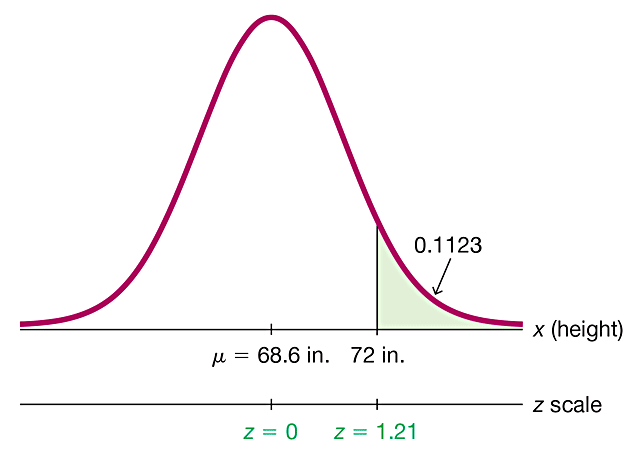 0.1123
x (height)
μ = 68.6 in. 72 in.
z scale
z = 0 z = 1.21